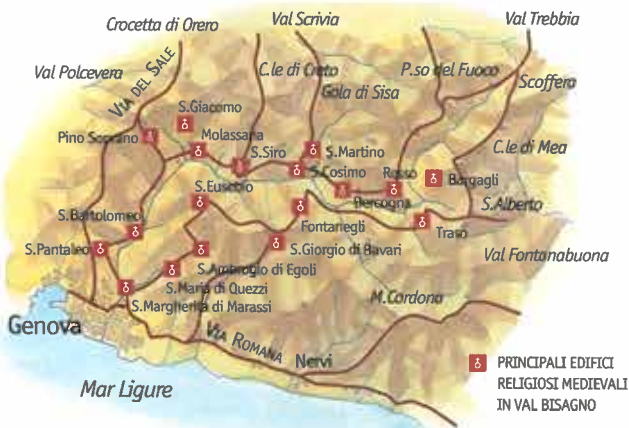 Crocetta di Orero
Val Scrivia
Val Trebbia
Val Polcevera
VIA DEL SALE
C.le di Creto
P.so del Fuoco
Scoffera
Gola di Sisa
S.Giacomo
Pino Soprano
Molassana
S.Siro
S.Martino
C.le di Mea
S.Cosimo
Rosso
Bargagli
S.Eusebio
S.Alberto
S.Bartolomeo
Fontanegli
Traso
S.Pantaleo
S.Giorgio di Bavari
Val Fontanabuona
S.Ambrogio di Egoli
S.Maria di Quezzi
S.Margherita di Marassi
M.Cordona
Genova
VIA ROMANA
Nervi
Mar Ligure
PRINCIPALI EDIFICI
RELIGIOSI MEDIEVALI
IN VAL BISAGNO